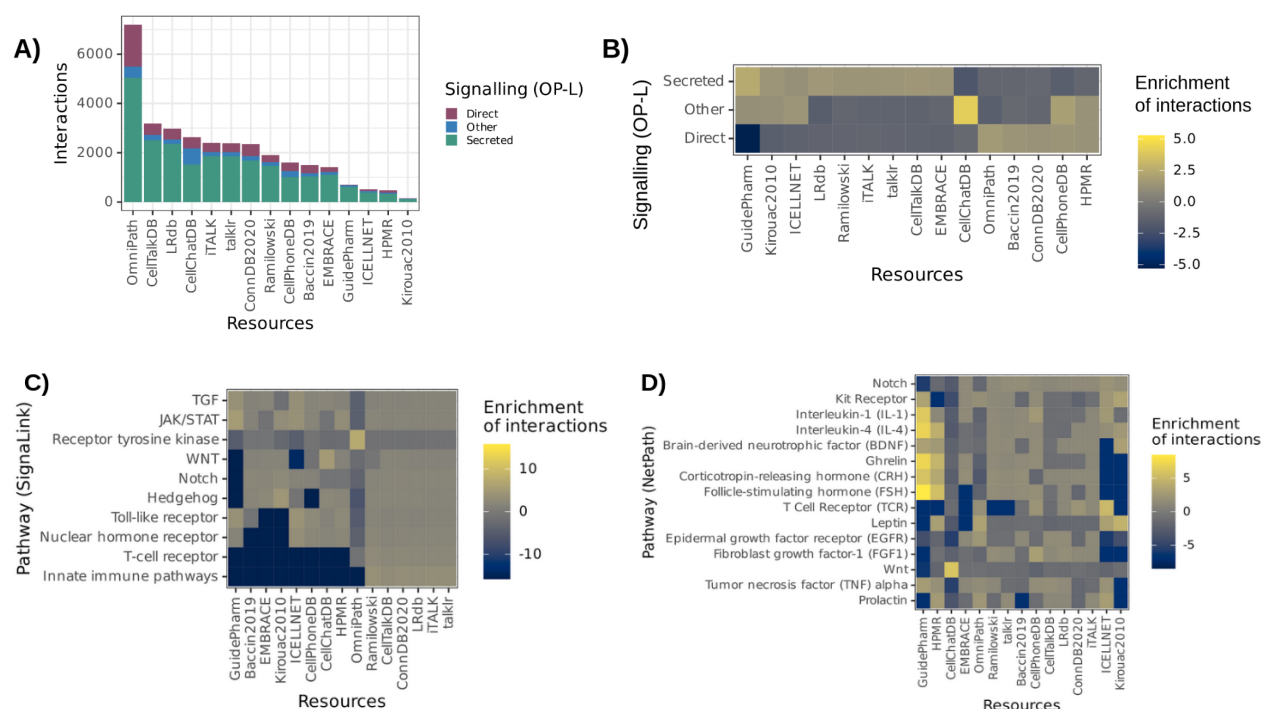 A)
Interactions
6000
4000
2000
0
OmniPath
CellTalkDB
LRdb
CellChatDB
iTALK
talklr
ConnDB2020
Ramilowski
CellPhoneDB
Baccin2019
EMBRACE
GuidePharm
ICELLNET
HPMR
Kirouac2010
Resources
Signalling (OP-L)
Direct
Other
Secreted
B)
Signalling (OP-L)
Secreted
Other
Direct
GuidePharm
Kirouac2010
ICELLNET
LRdb
Ramilowski
iTALK
talklr
CellTalkDB
EMBRACE
CellChatDB
OmniPath
Baccin2019
ConnDB2020
CellPhoneDB
HPMR
Resources
Enrichment
of interactions
5.0
2.5
0.0
-2.5
-5.0
C)
Pathway (SignaLink)
TGF
JAK/STAT
Receptor tyrosine kinase
WNT
Notch
Hedgehog
Toll-like receptor
Nuclear hormone receptor
T-cell receptor
Innate immune pathways
GuidePharm
Baccin2019
EMBRACE
Kirouac2010
ICELLNET
CellPhoneDB
CellChatDB
HPMR
OmniPath
Ramilowski
CellTalkDB
ConnDB2020
LRdb
iTALK
talklr
Resources
Enrichment
of interactions
10
0
-10
D)
Pathway (NetPath)
Notch
Kit Receptor
Interleukin-1 (IL-1)
Interleukin-4 (IL-4)
Brain-derived neurotrophic factor (BDNF)
Ghrelin
Corticotropin-releasing hormone (CRH)
Follicle-stimulating hormone (FSH)
T Cell Receptor (TCR)
Leptin
Epidermal growth factor receptor (EGFR)
Fibroblast growth factor-1 (FGF1)
Wnt
Tumor necrosis factor (TNF) alpha
Prolactin
GuidePharm
HPMR
CellChatDB
EMBRACE
OmniPath
Ramilowski
talklr
Baccin2019
CellPhoneDB
CellTalkDB
LRdb
ConnDB2020
iTALK
ICELLNET
Kirouac2010
Resources
Enrichment
of interactions
5
0
-5